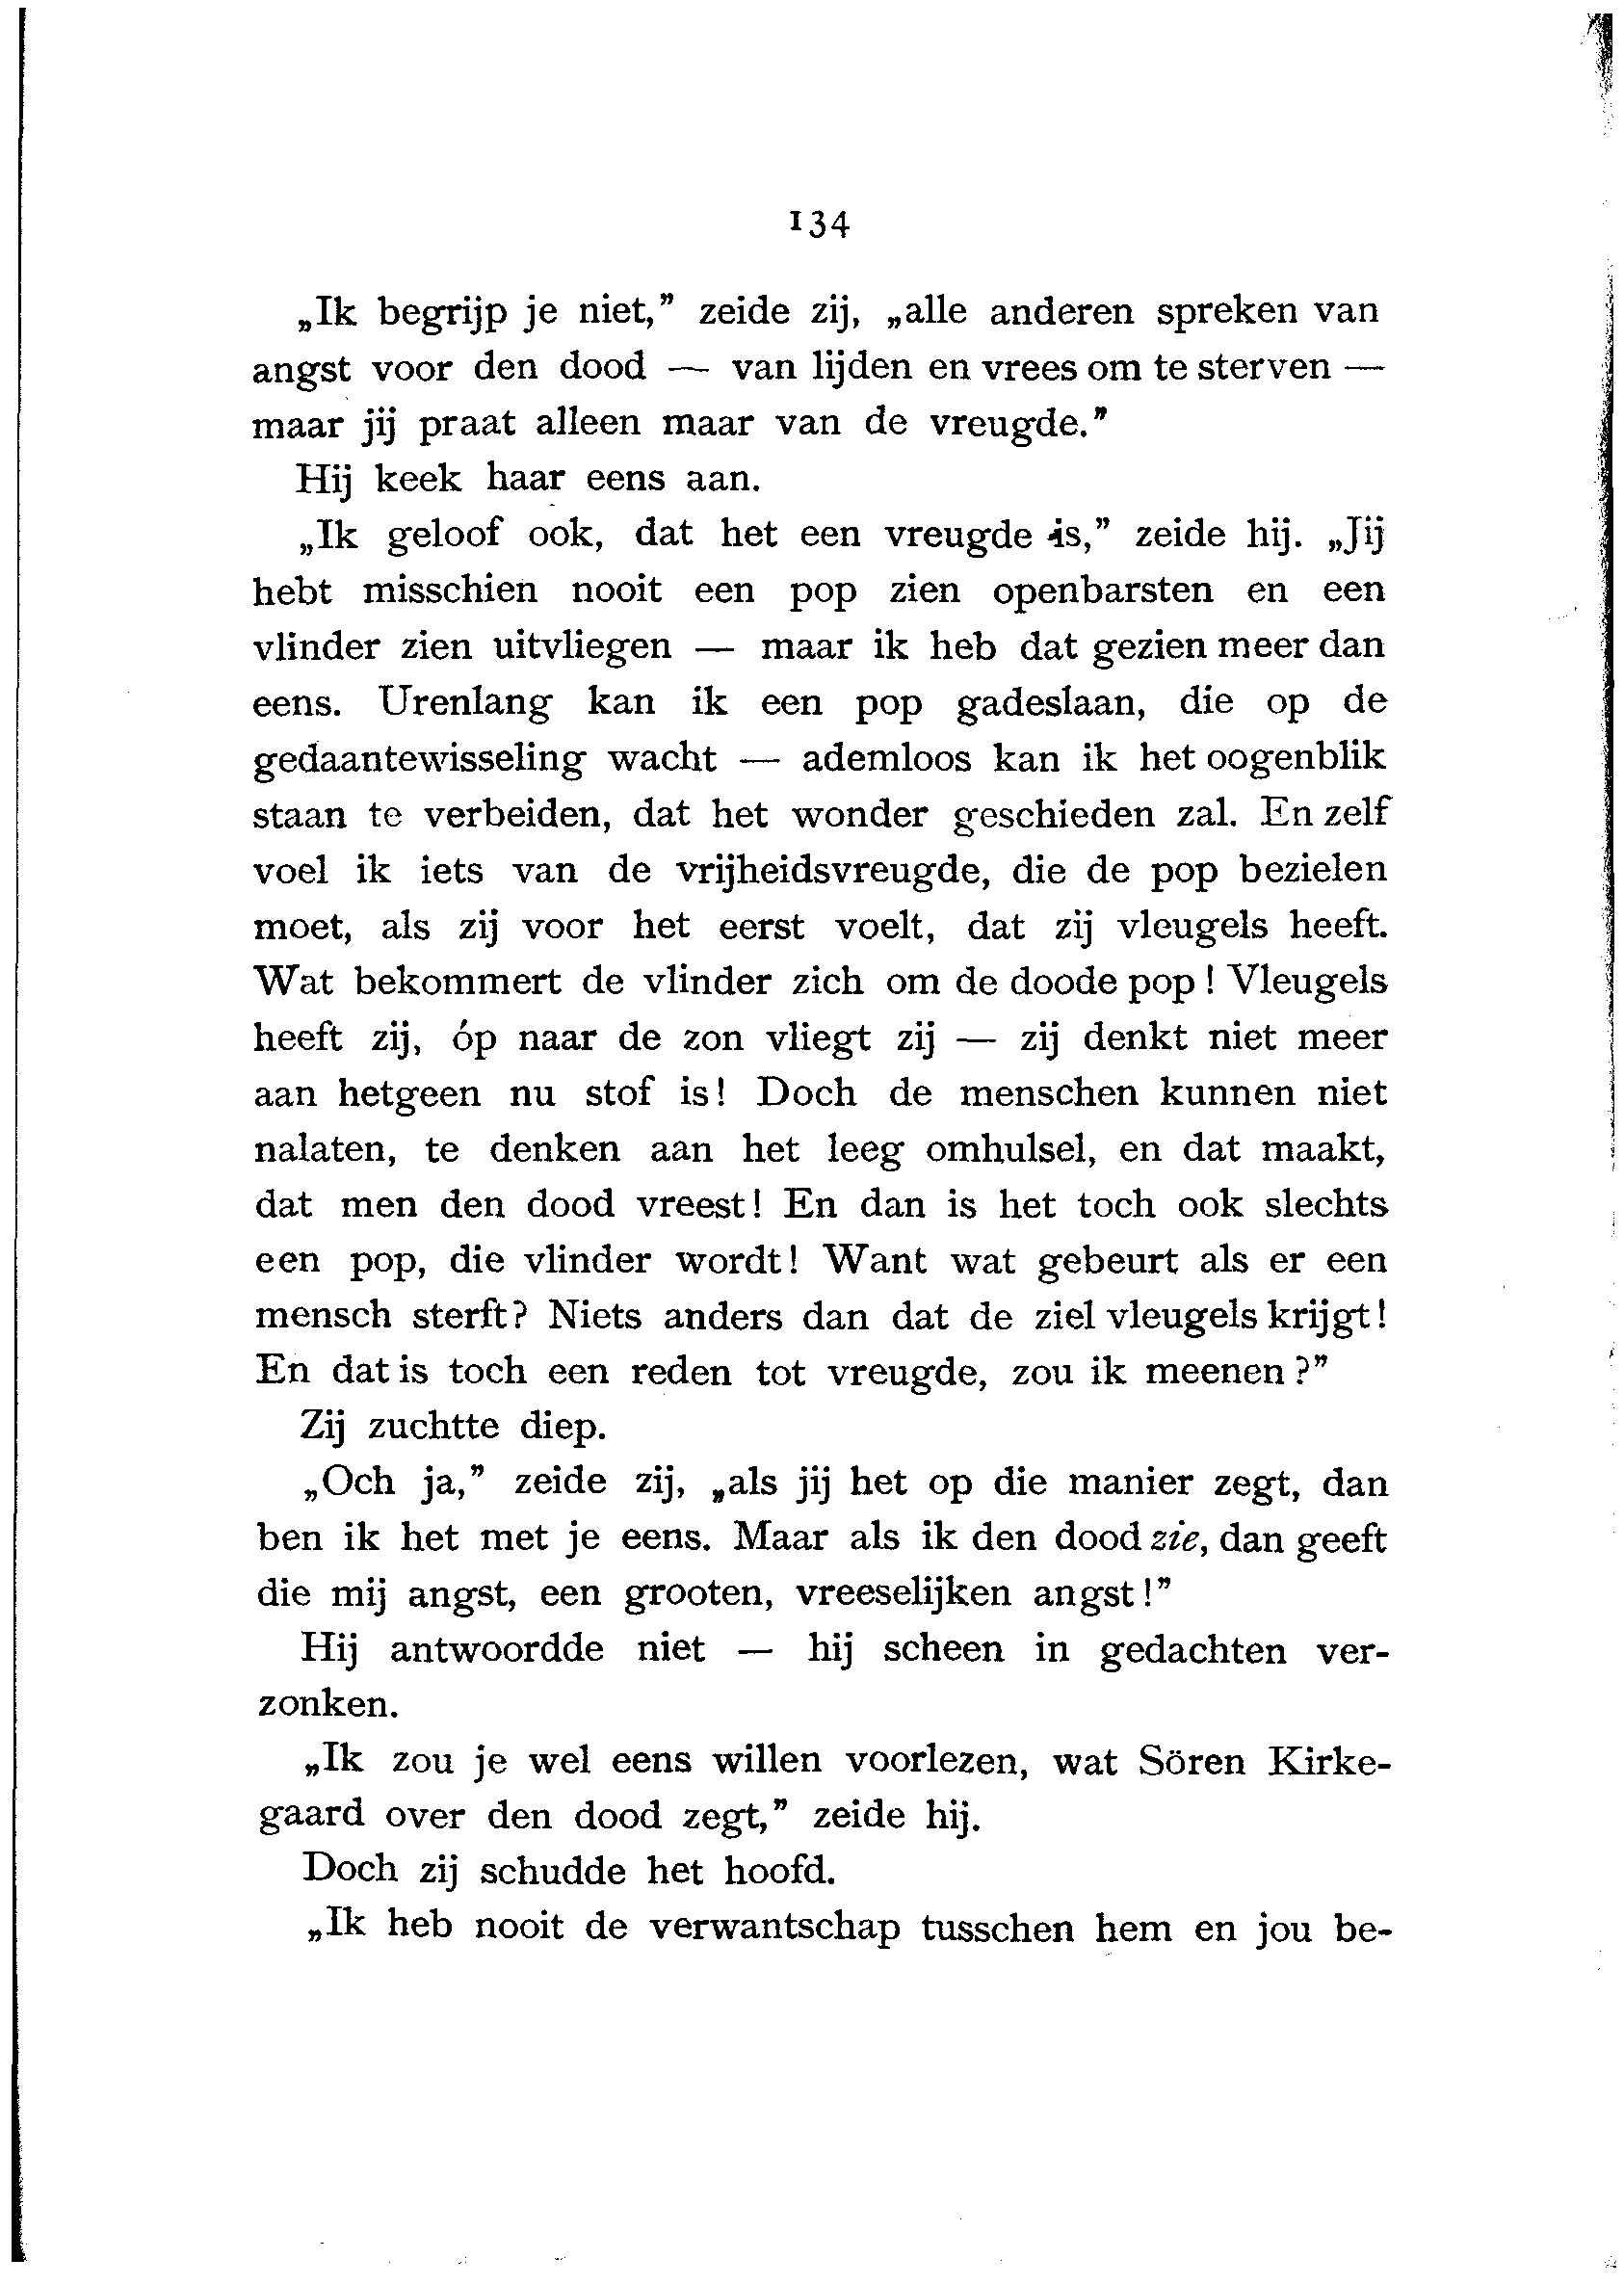 134
„Ik begrijp je niet,” zeide zij, „alle anderen spreken van
angst voor den dood — van lijden en vrees om te sterven —
maar jij praat alleen maar van de vreugde.”
Hij keek haar eens aan.
„Ik geloof ook, dat het een vreugde is,” zeide hij. „Jij
hebt misschien nooit een pop zien openbarsten en een
vlinder zien uitvliegen — maar ik heb dat gezien meer dan
eens. Urenlang kan ik een pop gadeslaan, die op de
gedaantewisseling wacht — ademloos kan ik het oogenblik
staan te verbeiden, dat het wonder geschieden zal. En zelf
voel ik iets van de vrijheidsvreugde, die de pop bezielen
moet, als zij voor het eerst voelt, dat zij vleugels heeft.
Wat bekommert de vlinder zich om de doode pop! Vleugels
heeft zij, óp naar de zon vliegt zij — zij denkt niet meer
aan hetgeen nu stof is! Doch de menschen kunnen niet
nalaten, te denken aan het leeg omhulsel, en dat maakt,
dat men den dood vreest! En dan is het toch ook slechts
een pop, die vlinder wordt! Want wat gebeurt als er een
mensch sterft? Niets anders dan dat de ziel vleugels krijgt!
En dat is toch een reden tot vreugde, zou ik meenen?”
Zij zuchtte diep.
„Och ja,” zeide zij, „als jij het op die manier zegt, dan
ben ik het met je eens. Maar als ik den dood zie, dan geeft
die mij angst, een grooten, vreeselijken angst!”
Hij antwoordde niet — hij scheen in gedachten ver-
zonken.
„Ik zou je wel eens willen voorlezen, wat Sören Kirke-
gaard over den dood zegt,” zeide hij.
Doch zij schudde het hoofd.
„Ik heb nooit de verwantschap tusschen hem en jou be-